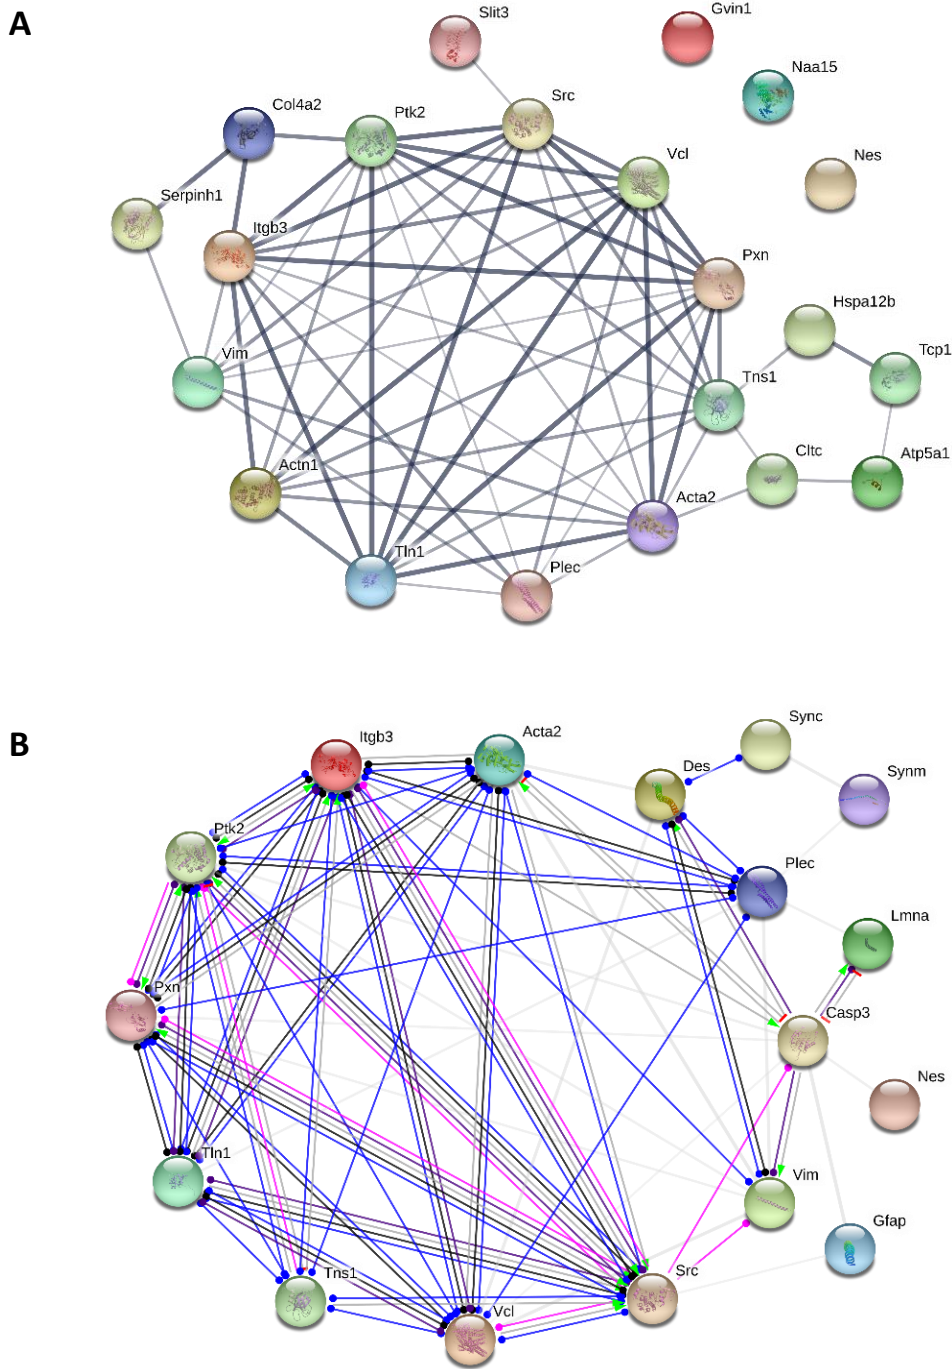 A
Slit3
Gvin1
Naa15
Col4a2
Ptk2
Src
Vcl
Nes
Serpinh1
Itgb3
Pxn
Hspa12b
Vim
Tns1
Tcp1
Actn1
Cltc
Atp5a1
Acta2
Tln1
Plec
B
Itgb3
Acta2
Sync
Des
Synm
Ptk2
Plec
Lmna
Pxn
Casp3
Nes
Tln1
Vim
Gfap
Tns1
Src
Vcl